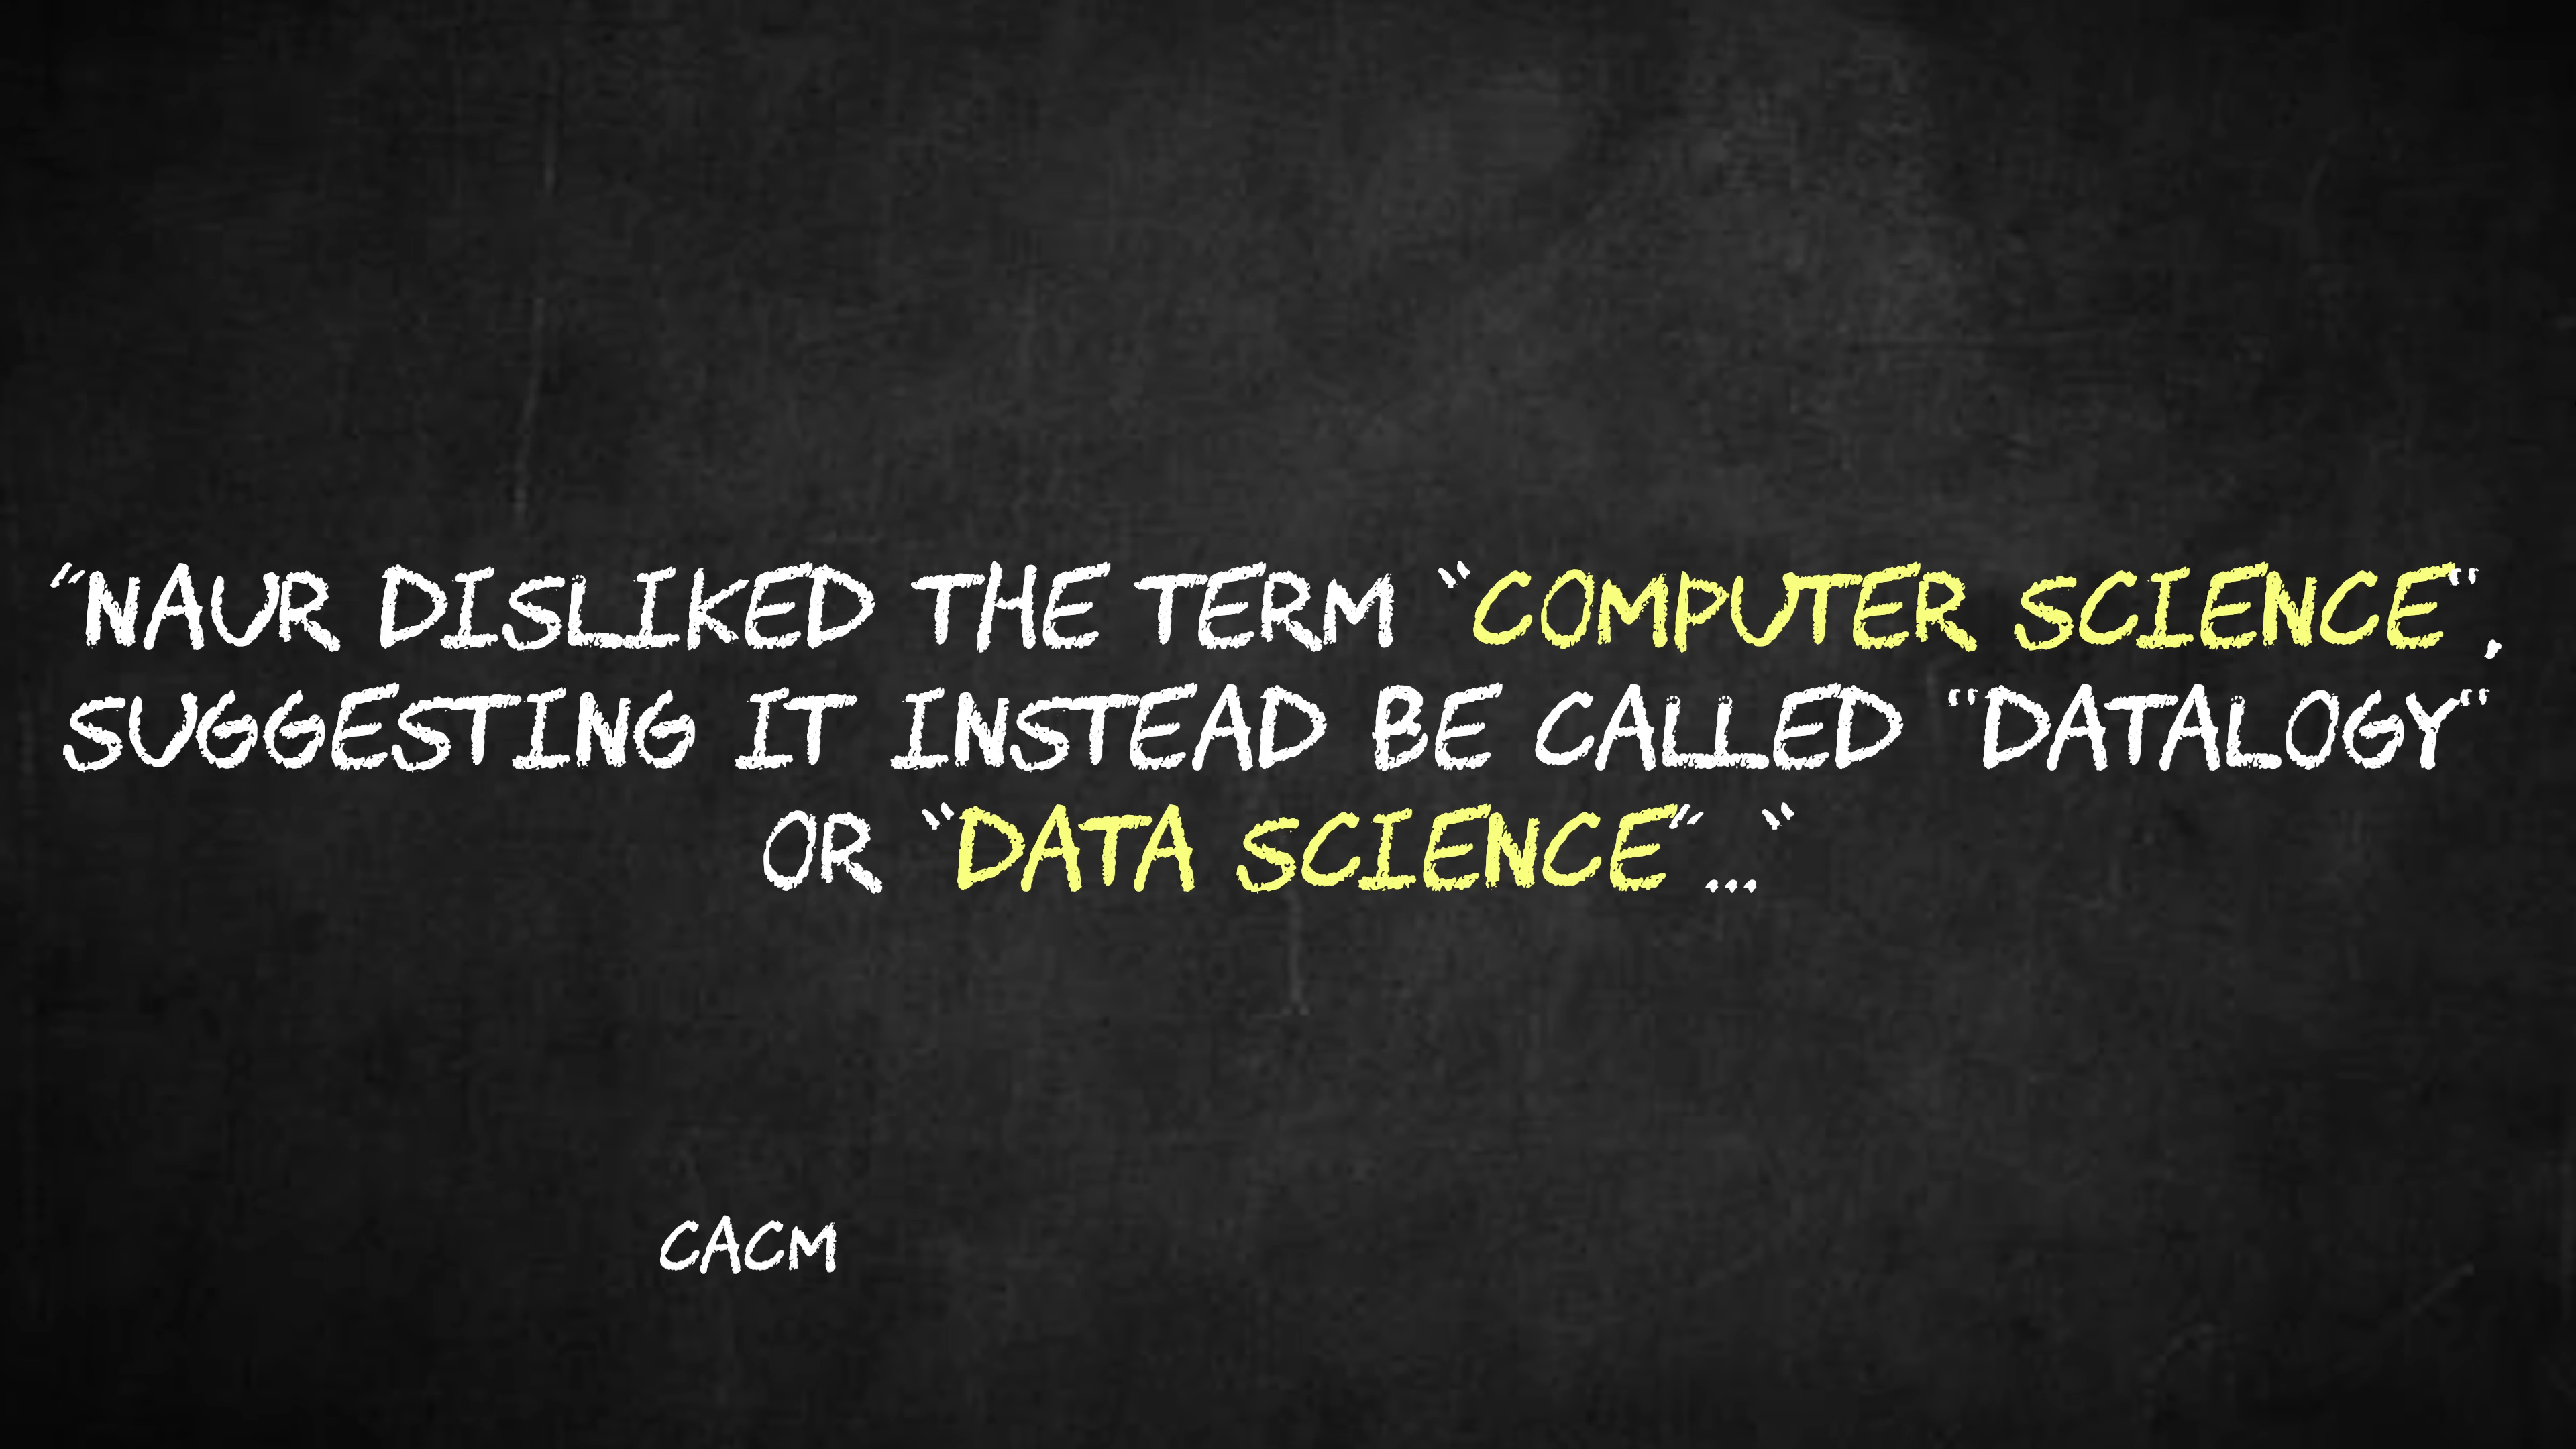 “NAUR DISLIKED THE TERM “COMPUTER SCIENCE“,
SUGGESTING IT INSTEAD BE CALLED “DATALOGY“
OR “DATA SCIENCE”...“
CACM